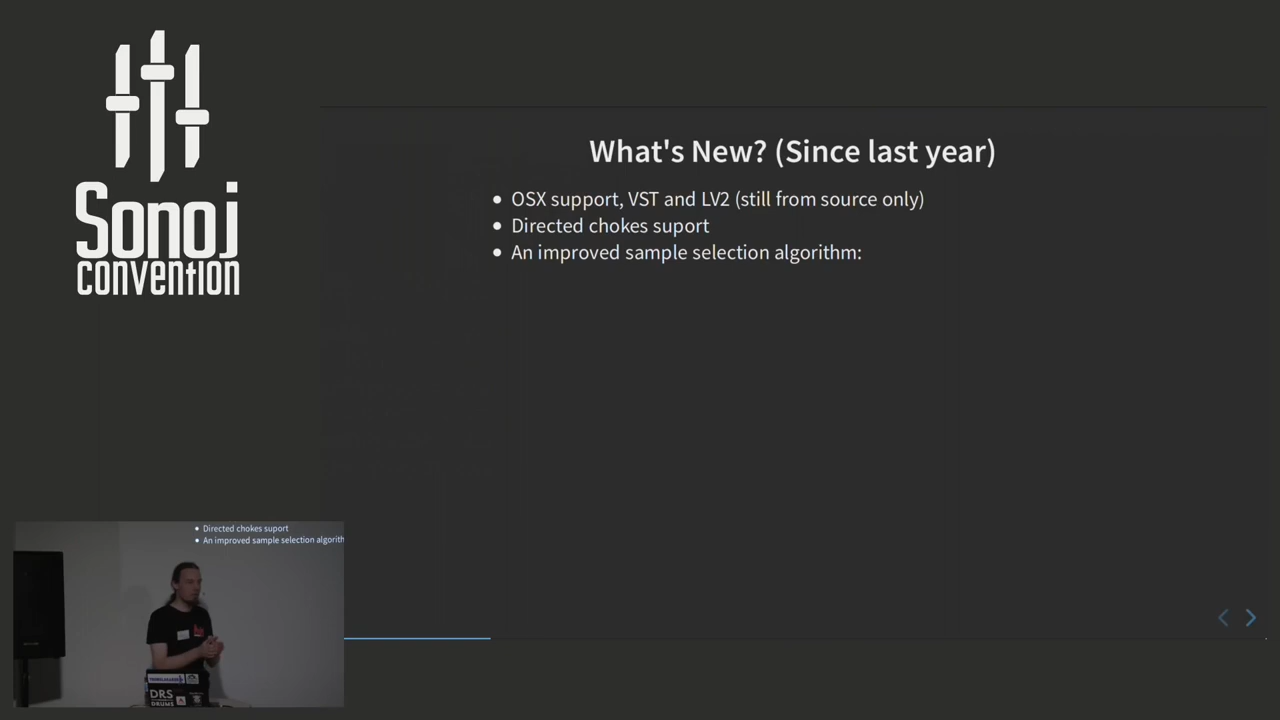 Sonoj
convention
What's New? (Since last year)
• OSX support, VST and LV2 (still from source only)
• Directed chokes suport
• An improved sample selection algorithm:
• Directed chokes suport
• An improved sample selection algorith
DRS
DRUMS